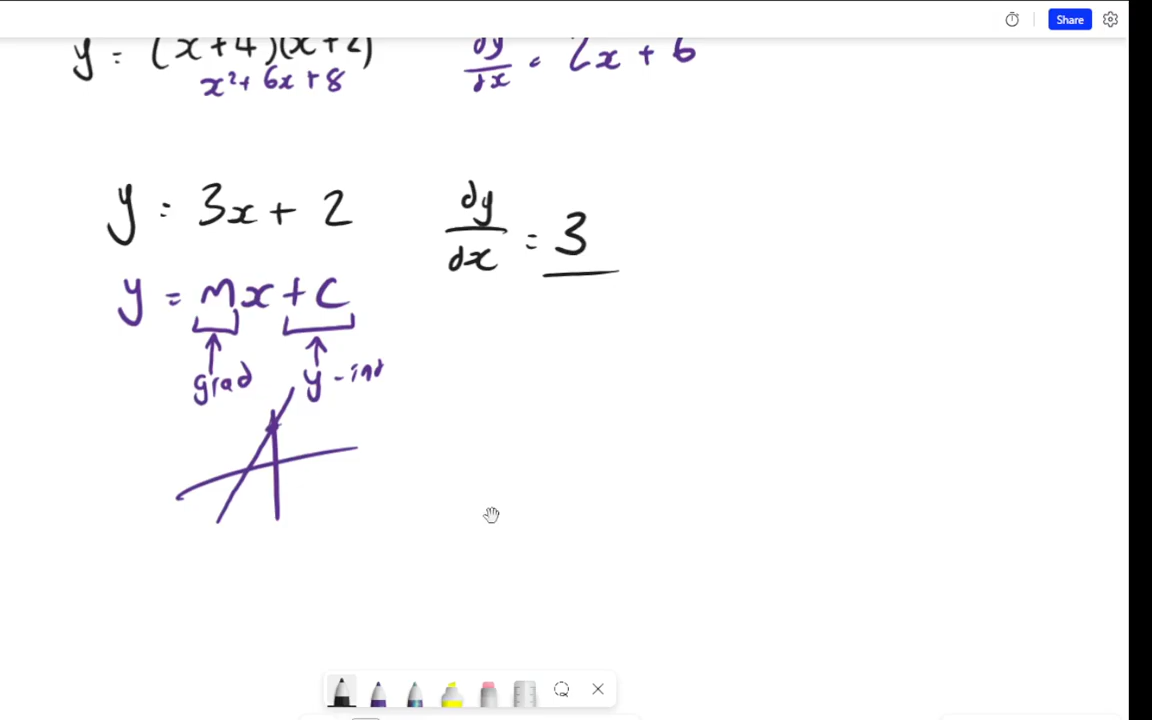 Share
y = (x+4)(x+2) dy/dx = 2x + 6
x²+ 6x + 8
y = 3x + 2 dy/dx = 3
y = mx + c
grad y-int